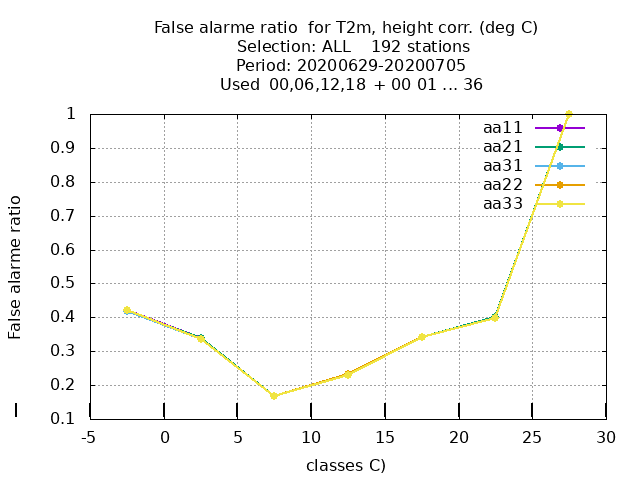 False alarme ratio  for T2m, height corr. (deg C)
Selection: ALL    192 stations
Period: 20200629-20200705
Used  00,06,12,18  + 00 01 ... 36
1
0.9
0.8
0.7
0.6
0.5
0.4
0.3
0.2
0.1
False alarme ratio
aa11
aa21
aa31
aa22
aa33
-5
0
5
10
15
20
25
30
classes C)